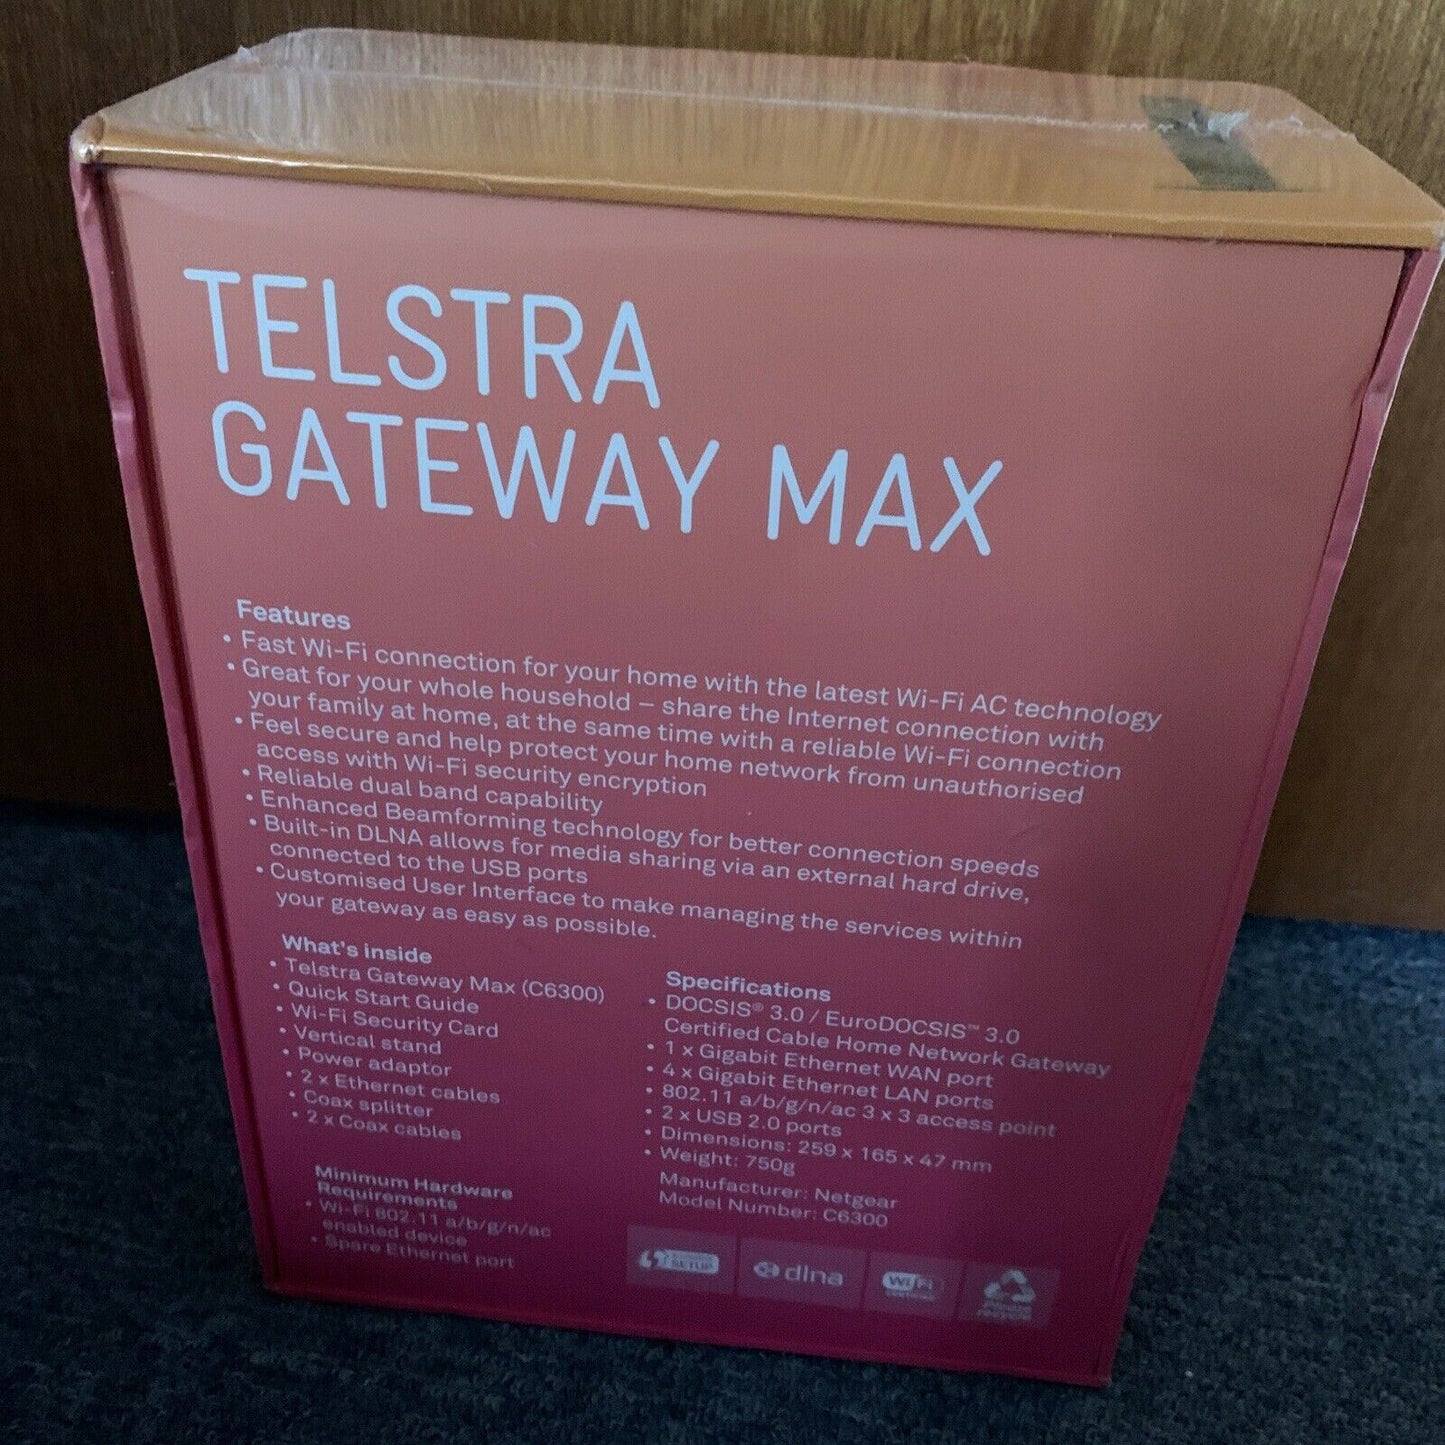 TELSTRA
GATEWAY MAX
Features
• Fast Wi-Fi connection for your home with the latest Wi-Fi AC technology
• Great for your whole household – share the Internet connection with
your family at home, at the same time with a reliable Wi-Fi connection
• Feel secure and help protect your home network from unauthorised
access with Wi-Fi security encryption
• Reliable dual band capability
• Enhanced Beamforming technology for better connection speeds
• Built-in DLNA allows for media sharing via an external hard drive,
connected to the USB ports
• Customised User Interface to make managing the services within
your gateway as easy as possible.
What's inside
• Telstra Gateway Max (C6300)
• Quick Start Guide
• Wi-Fi Security Card
• Vertical stand
• Power adaptor
• 2 x Ethernet cables
• Coax splitter
• 2 x Coax cables
Minimum Hardware
Requirements
• Wi-Fi 802.11 a/b/g/n/ac
enabled device
• Spare Ethernet port
Specifications
• DOCSIS® 3.0 / EuroDOCSIS™ 3.0
Certified Cable Home Network Gateway
• 1 x Gigabit Ethernet WAN port
• 4 x Gigabit Ethernet LAN ports
• 802.11 a/b/g/n/ac 3 x 3 access point
• 2 x USB 2.0 ports
• Dimensions: 259 x 165 x 47 mm
• Weight: 750g
Manufacturer: Netgear
Model Number: C6300
SETUP
dlna
Wi Fi